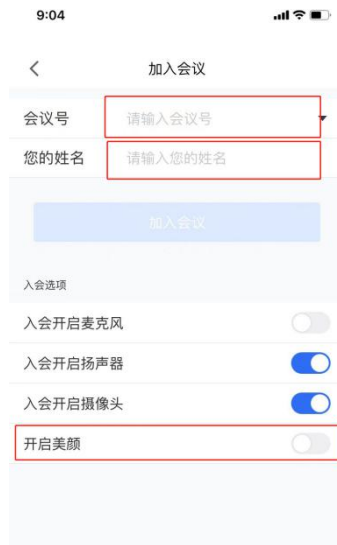 9:04
加入会议
会议号 请输入会议号
您的姓名 请输入您的姓名
加入会议
入会选项
入会开启麦克风
入会开启扬声器
入会开启摄像头
开启美颜